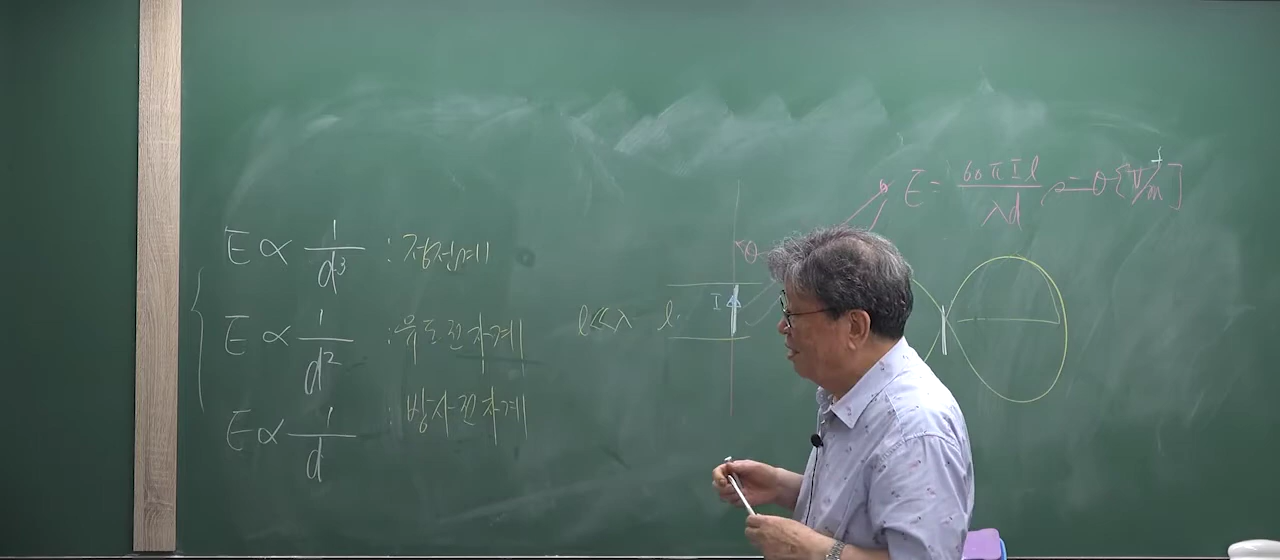 E ∝ 1/d³ : 정전계
E ∝ 1/d² : 유도전자계
E ∝ 1/d : 방사전자계
l ≪ λ
l
I
θ
E = 60πIl/λd sinθ [V/m]